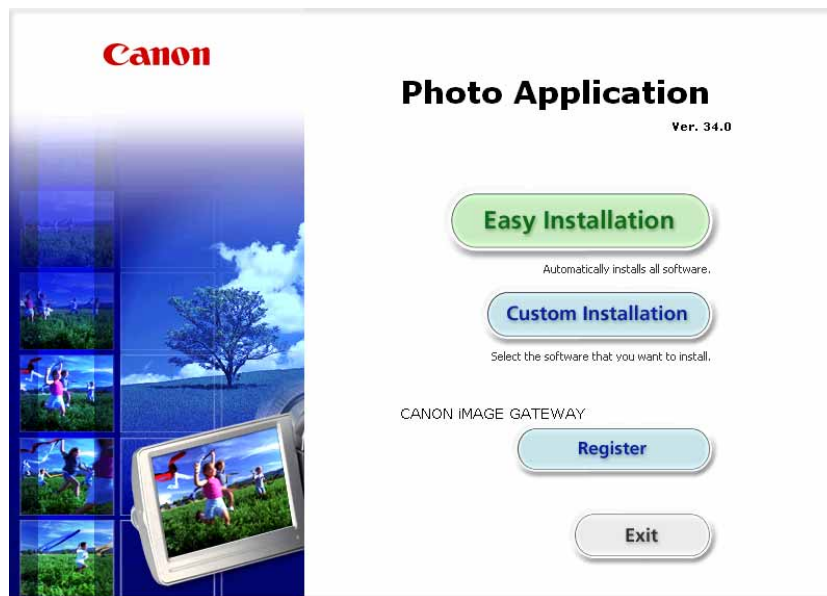 Canon
Photo Application
Ver. 34.0
Easy Installation
Automatically installs all software.
Custom Installation
Select the software that you want to install.
CANON iMAGE GATEWAY
Register
Exit